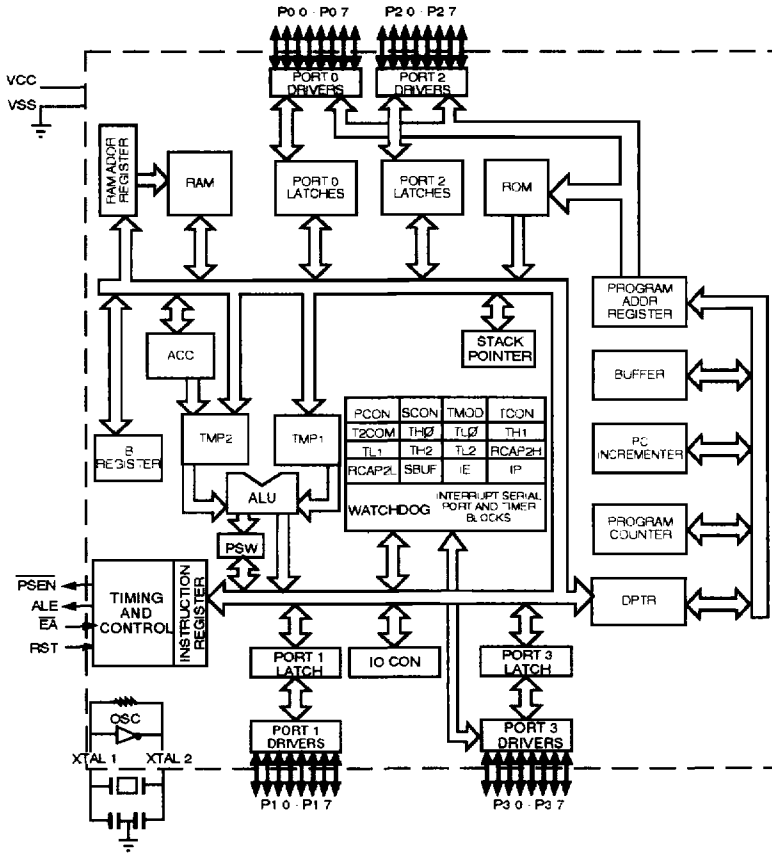 P0 0 - P0 7
P2 0 - P2 7
VCC
VSS
PORT 0
DRIVERS
PORT 2
DRIVERS
RAM ADDR
REGISTER
RAM
PORT 0
LATCHES
PORT 2
LATCHES
ROM
PROGRAM
ADDR
REGISTER
STACK
POINTER
ACC
BUFFER
PCON SCON TMOD TCON
T2COM THØ TLØ TH1
TL1 TH2 TL2 RCAP2H
RCAP2L SBUF IE IP
WATCHDOG
INTERRUPT SERIAL
PORT AND TIMER
BLOCKS
B
REGISTER
TMP2
TMP1
PC
INCREMENTER
ALU
PSW
PROGRAM
COUNTER
PSEN
ALE
EA
RST
TIMING
AND
CONTROL
INSTRUCTION
REGISTER
DPTR
PORT 1
LATCH
IO CON
PORT 3
LATCH
OSC
XTAL 1
XTAL 2
PORT 1
DRIVERS
PORT 3
DRIVERS
P1 0 - P1 7
P3 0 - P3 7